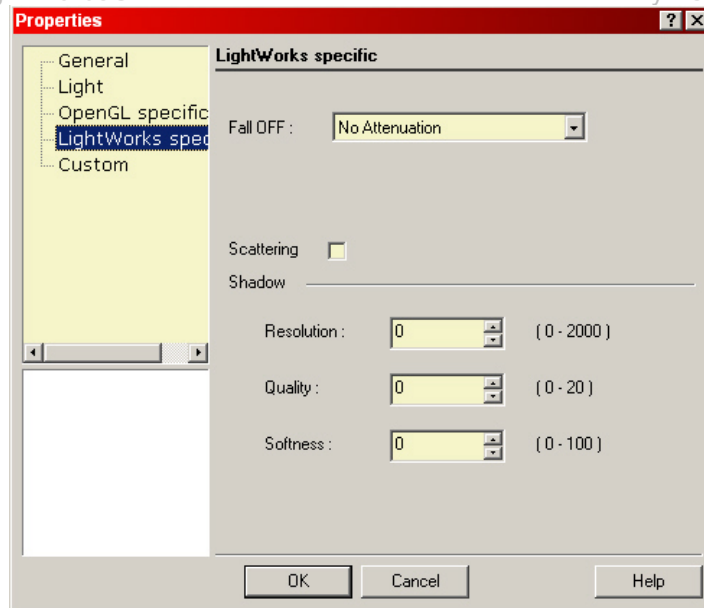 Properties
General
Light
OpenGL specific
LightWorks spec
Custom
LightWorks specific
Fall OFF :
No Attenuation
Scattering
Shadow
Resolution :
0
( 0 - 2000 )
Quality :
0
( 0 - 20 )
Softness :
0
( 0 - 100 )
OK
Cancel
Help